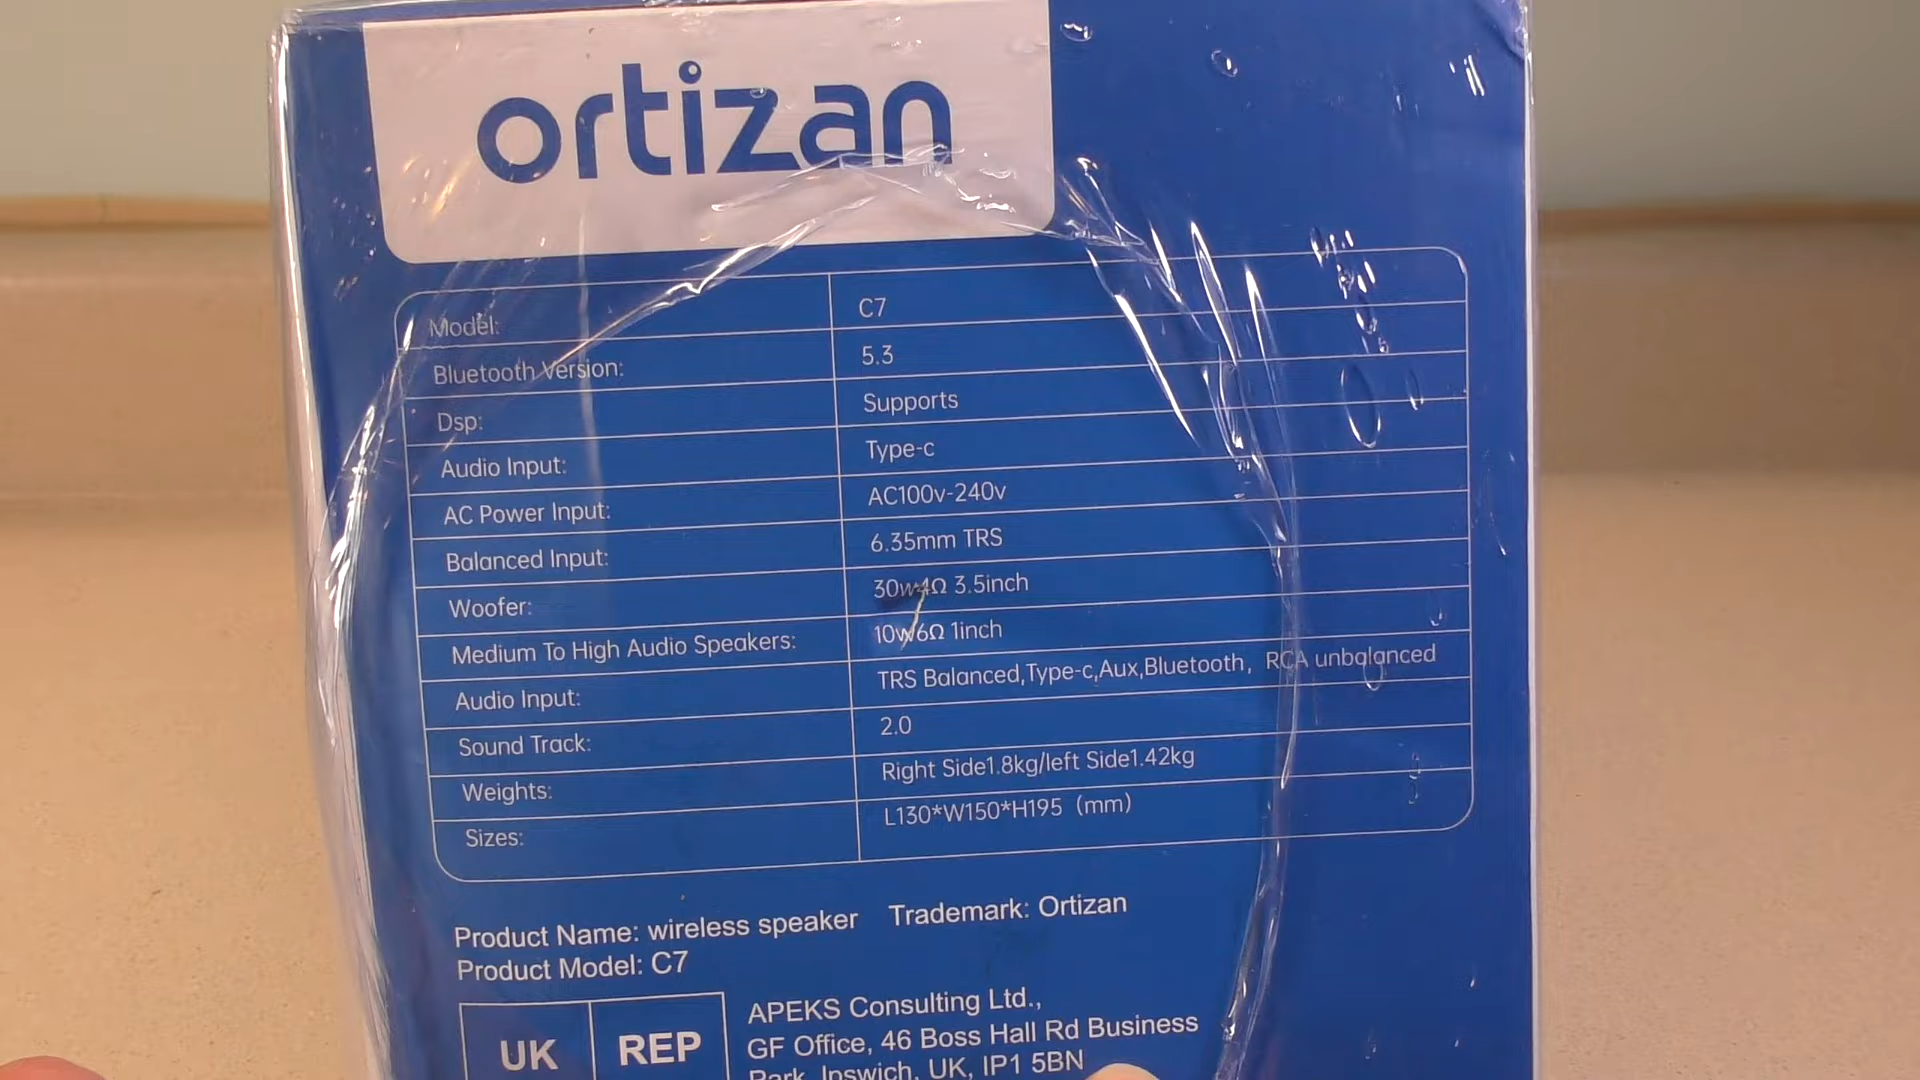 ortizan
Model: C7
Bluetooth Version: 5.3
Dsp: Supports
Audio Input: Type-c
AC Power Input: AC100v-240v
Balanced Input: 6.35mm TRS
Woofer: 30w4Ω 3.5inch
Medium To High Audio Speakers: 10w6Ω 1inch
Audio Input: TRS Balanced,Type-c,Aux,Bluetooth, RCA unbalanced
Sound Track: 2.0
Weights: Right Side1.8kg/left Side1.42kg
Sizes: L130*W150*H195 (mm)
Product Name: wireless speaker Trademark: Ortizan
Product Model: C7
UK REP
APEKS Consulting Ltd.,
GF Office, 46 Boss Hall Rd Business
Park, Ipswich, UK, IP1 5BN